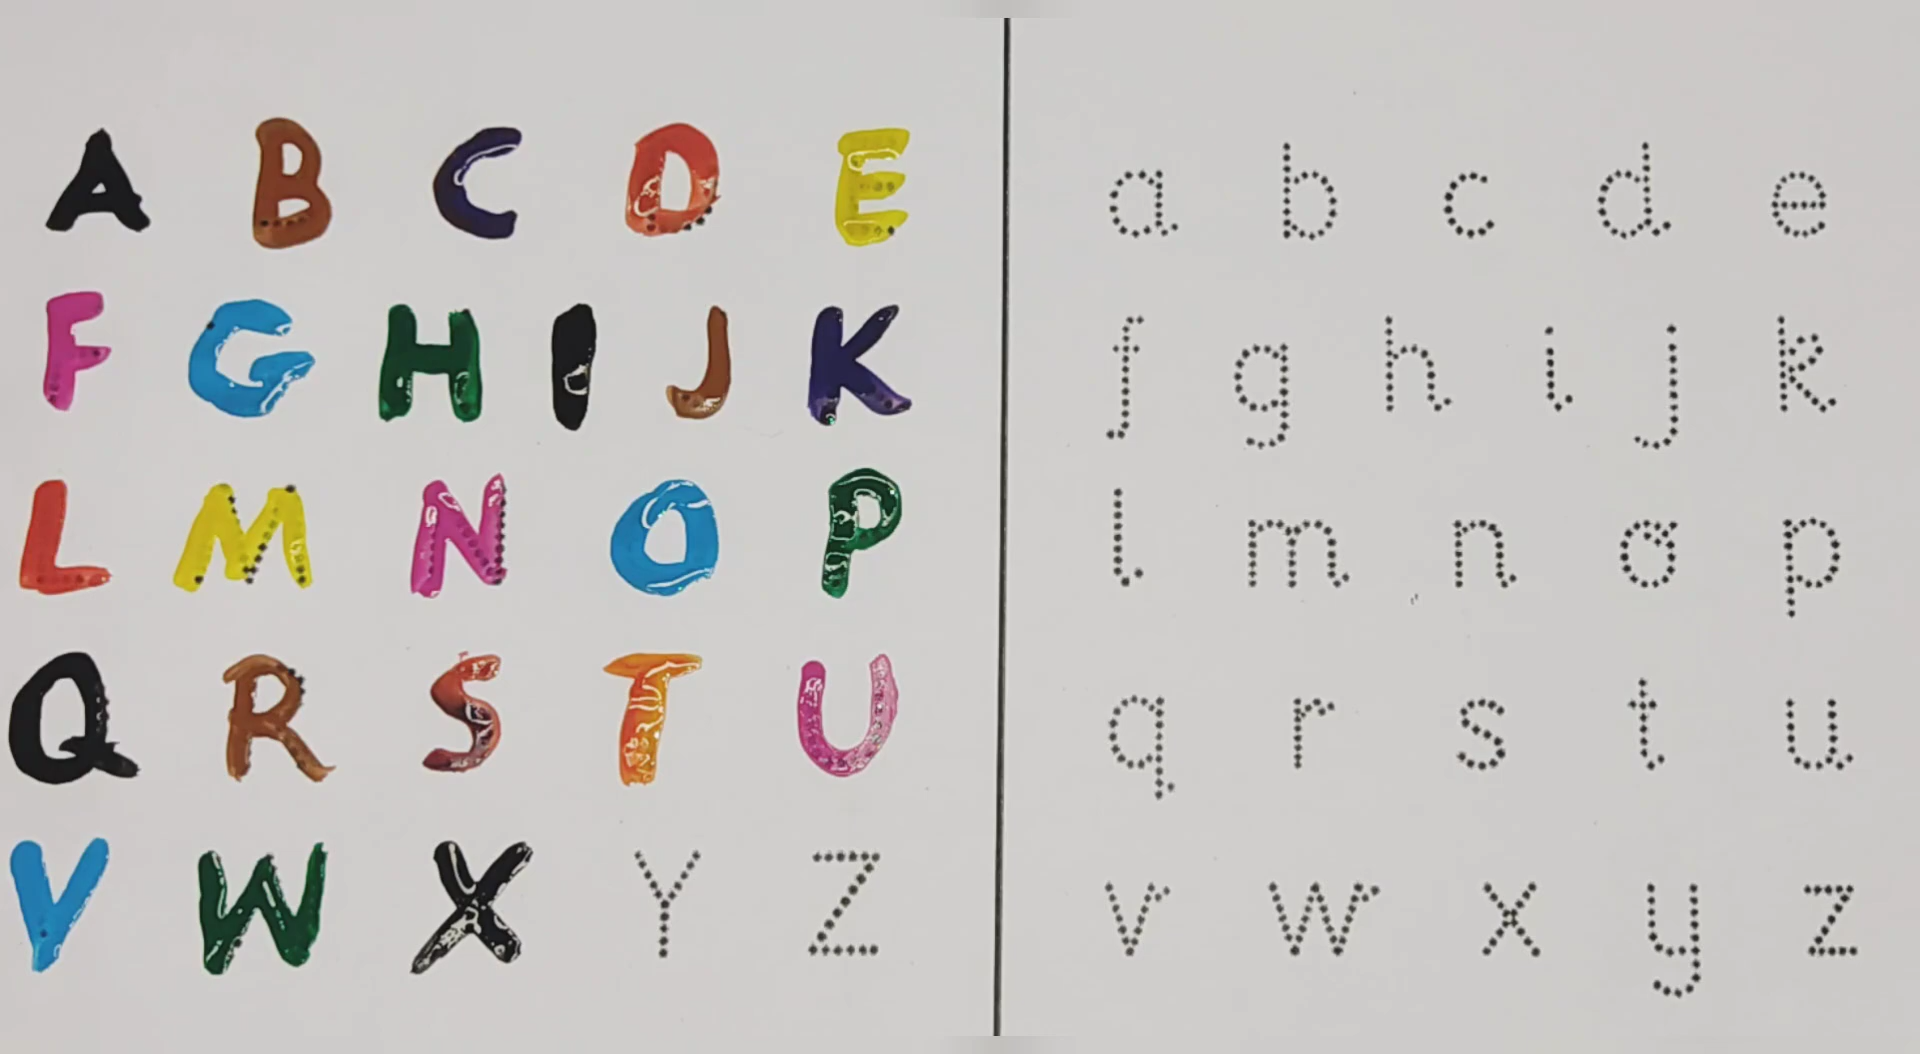 A B C D E
F G H I J K
L M N O P
Q R S T U
V W X Y Z
a b c d e
f g h i j k
l m n o p
q r s t u
v w x y z